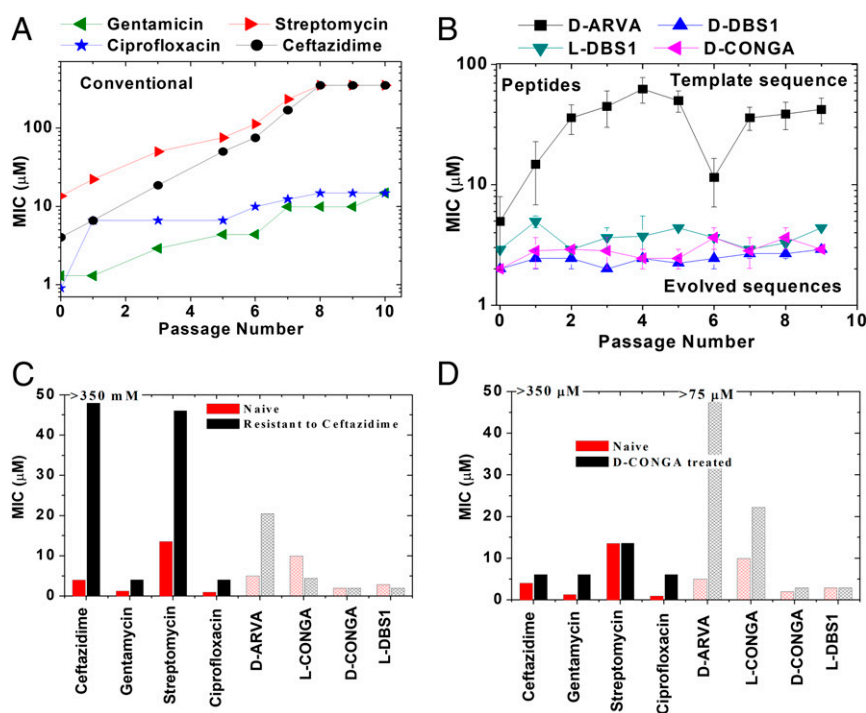 A
Gentamicin
Streptomycin
Ciprofloxacin
Ceftazidime
Conventional
MIC (μM)
100
10
1
0 2 4 6 8 10
Passage Number
B
D-ARVA
D-DBS1
L-DBS1
D-CONGA
Peptides
Template sequence
Evolved sequences
MIC (μM)
100
10
1
0 2 4 6 8 10
Passage Number
C
>350 mM
Naive
Resistant to Ceftazidime
MIC (μM)
50
40
30
20
10
0
Ceftazidime
Gentamycin
Streptomycin
Ciprofloxacin
D-ARVA
L-CONGA
D-CONGA
L-DBS1
D
>350 μM
>75 μM
Naive
D-CONGA treated
MIC (μM)
50
40
30
20
10
0
Ceftazidime
Gentamycin
Streptomycin
Ciprofloxacin
D-ARVA
L-CONGA
D-CONGA
L-DBS1